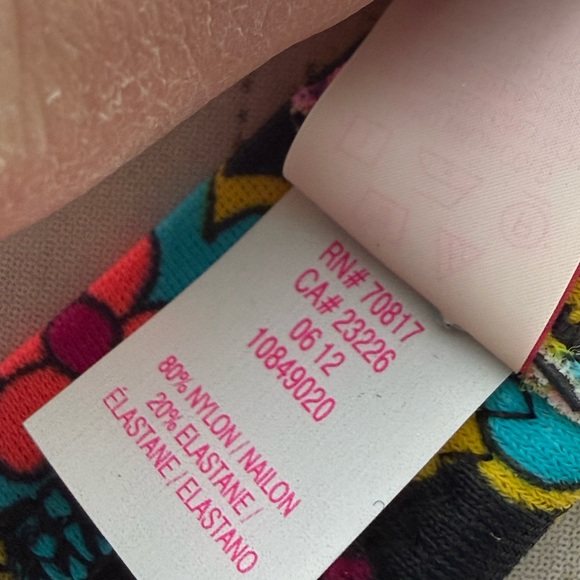 RN# 70817
CA# 23226
06 12
10849020
80% NYLON / NAILON
20% ELASTANE /
ÉLASTANE / ELASTANO